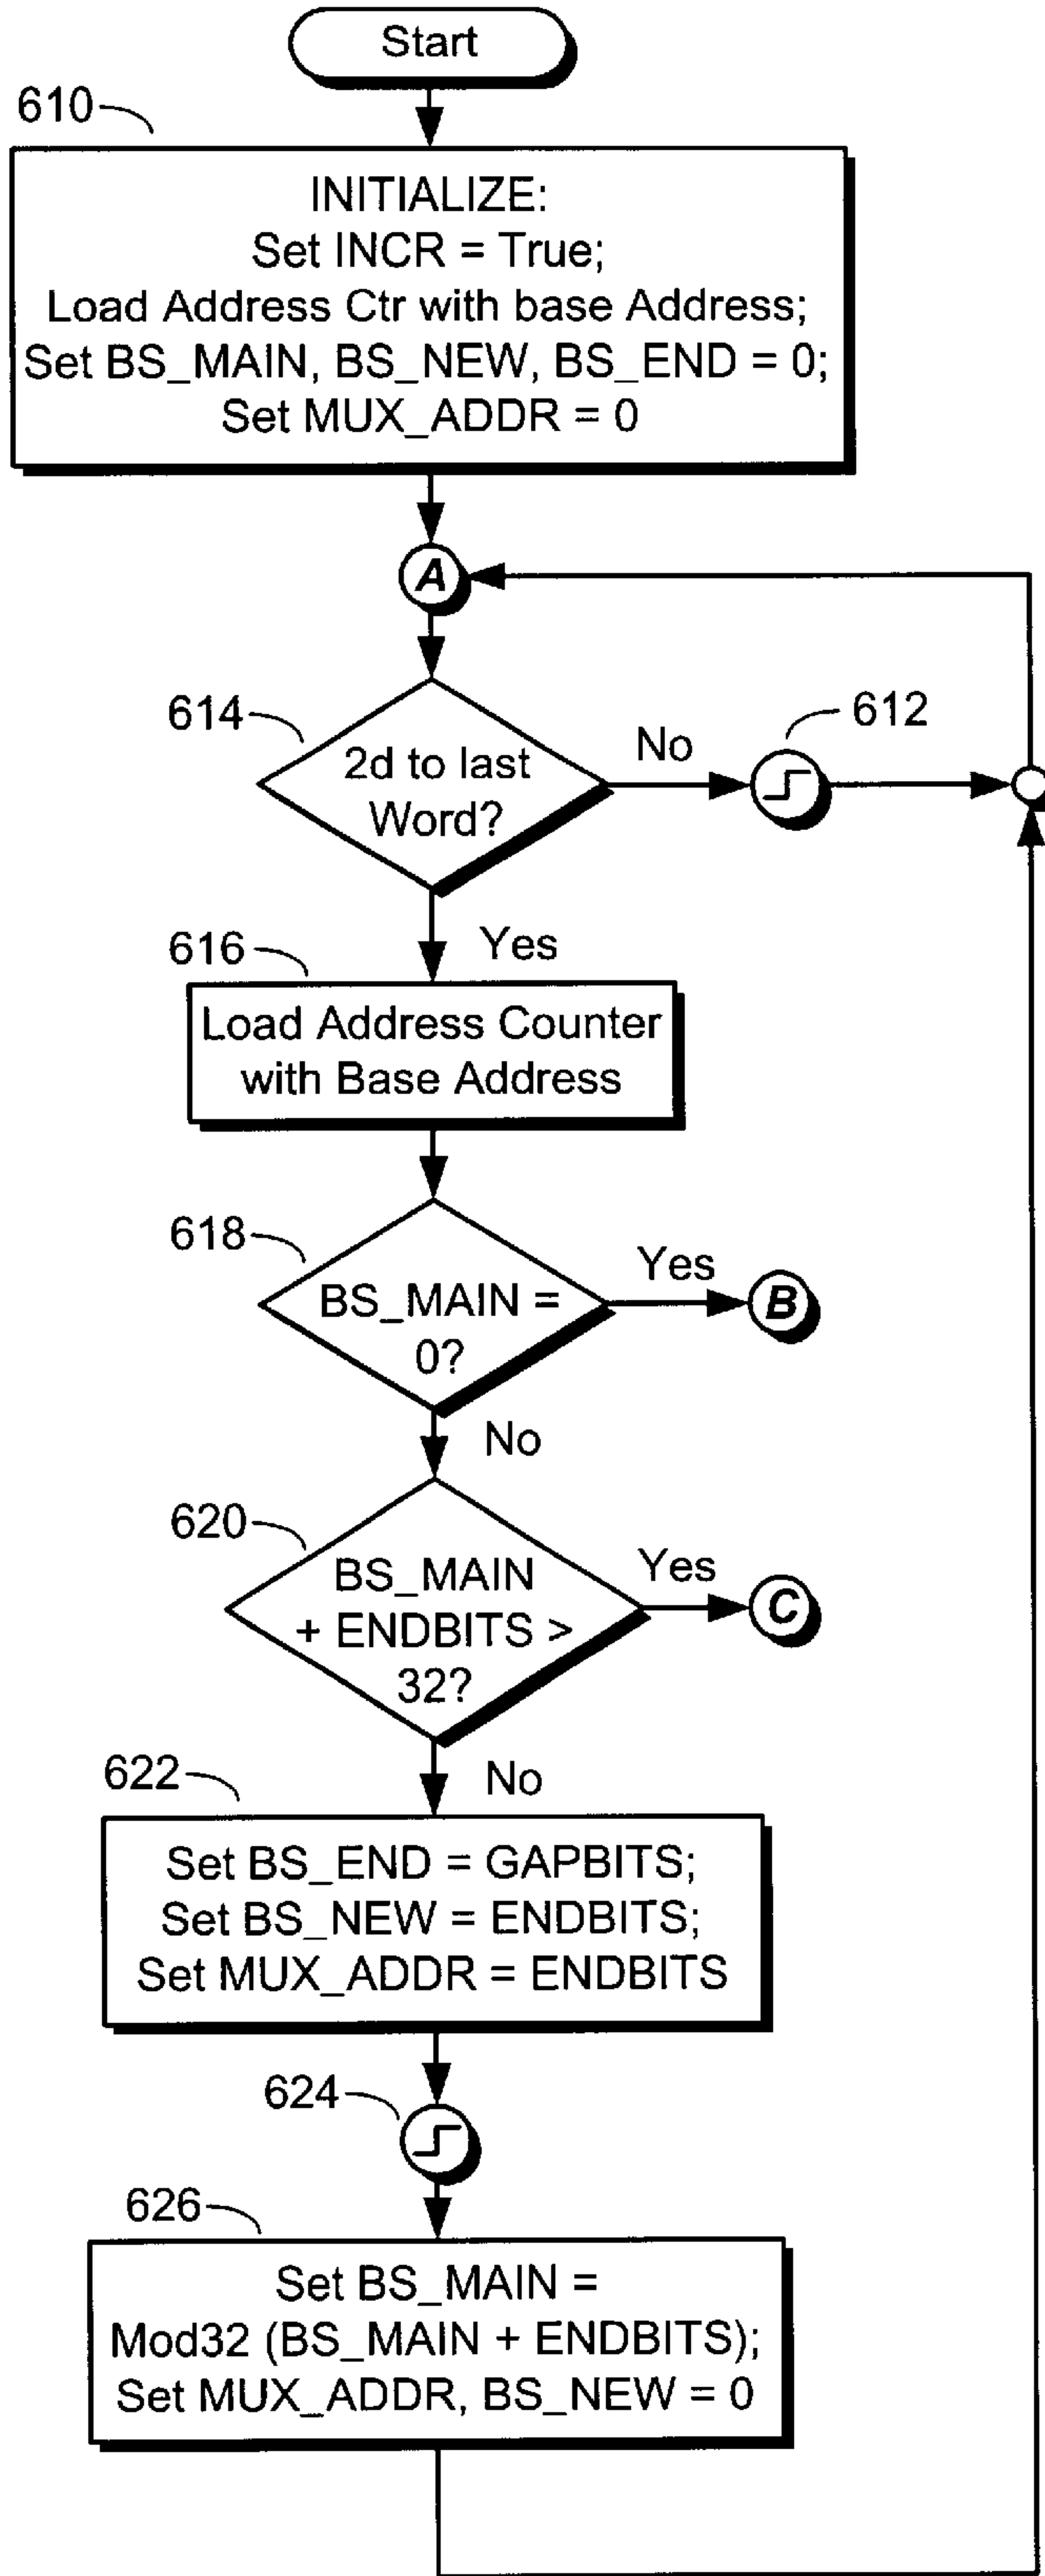 Start
610
INITIALIZE:
Set INCR = True;
Load Address Ctr with base Address;
Set BS_MAIN, BS_NEW, BS_END = 0;
Set MUX_ADDR = 0
A
614
2d to last
Word?
No
612
Yes
616
Load Address Counter
with Base Address
618
BS_MAIN =
0?
Yes
B
No
620
BS_MAIN
+ ENDBITS >
32?
Yes
C
No
622
Set BS_END = GAPBITS;
Set BS_NEW = ENDBITS;
Set MUX_ADDR = ENDBITS
624
626
Set BS_MAIN =
Mod32 (BS_MAIN + ENDBITS);
Set MUX_ADDR, BS_NEW = 0